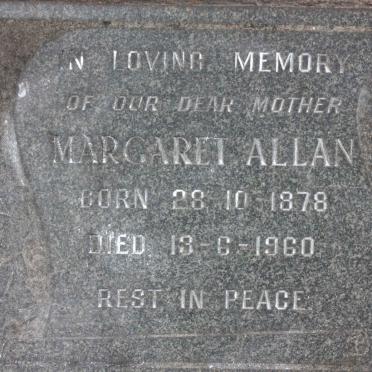 IN LOVING MEMORY
OF OUR DEAR MOTHER
MARGARET ALLAN
BORN 28-10-1878
DIED 13-6-1960
REST IN PEACE